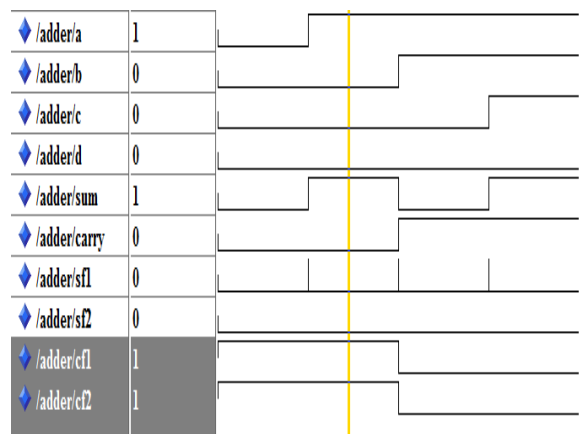 /adder/a 1
/adder/b 0
/adder/c 0
/adder/d 0
/adder/sum 1
/adder/carry 0
/adder/sf1 0
/adder/sf2 0
/adder/cf1 1
/adder/cf2 1